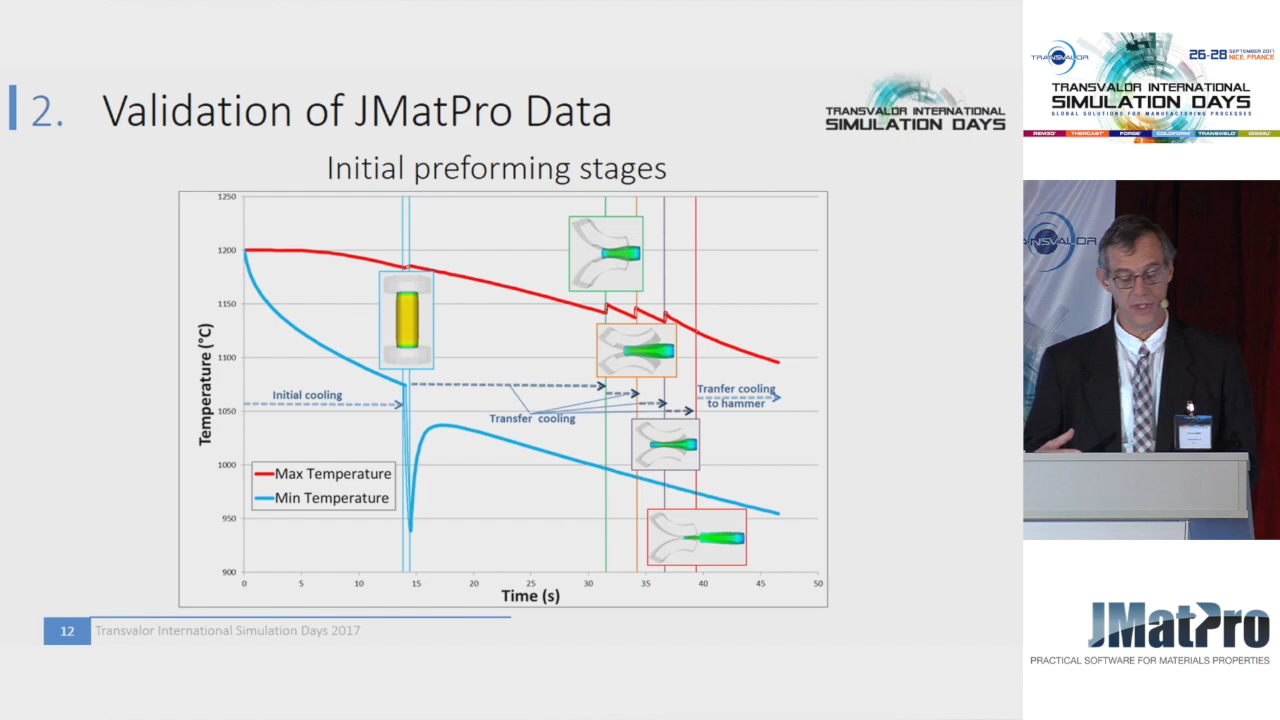 2. Validation of JMatPro Data
TRANSVALOR INTERNATIONAL
SIMULATION DAYS
Initial preforming stages
1250
1200
1150
1100
1050
1000
950
900
Temperature (°C)
0 5 10 15 20 25 30 35 40 45 50
Time (s)
Initial cooling
Transfer cooling
Tranfer cooling
to hammer
Max Temperature
Min Temperature
12 Transvalor International Simulation Days 2017
TRANSVALOR
26-28 SEPTEMBER 2017
NICE, FRANCE
TRANSVALOR INTERNATIONAL
SIMULATION DAYS
GLOBAL SOLUTIONS FOR MANUFACTURING PROCESSES
REM3D® THERCAST® FORGE® COLDFORM® TRANSWELD® DIGIMU®
NSVALOR
JMatPro
PRACTICAL SOFTWARE FOR MATERIALS PROPERTIES